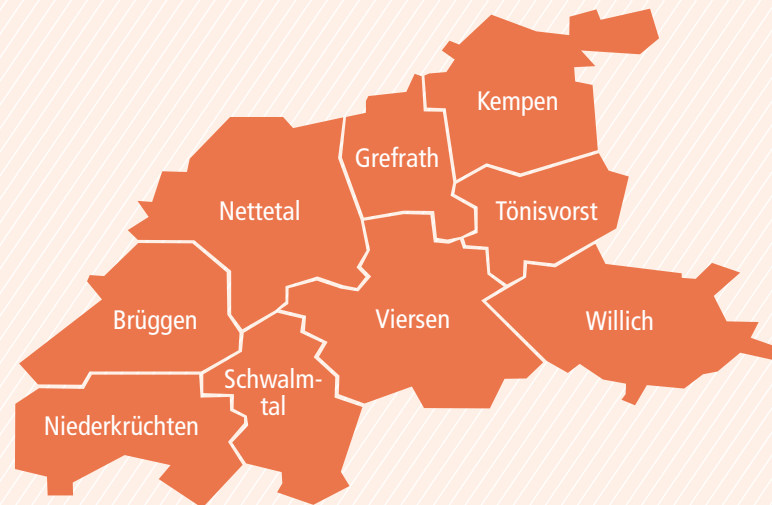 Kempen
Grefrath
Nettetal
Tönisvorst
Brüggen
Viersen
Willich
Schwalm-
tal
Niederkrüchten